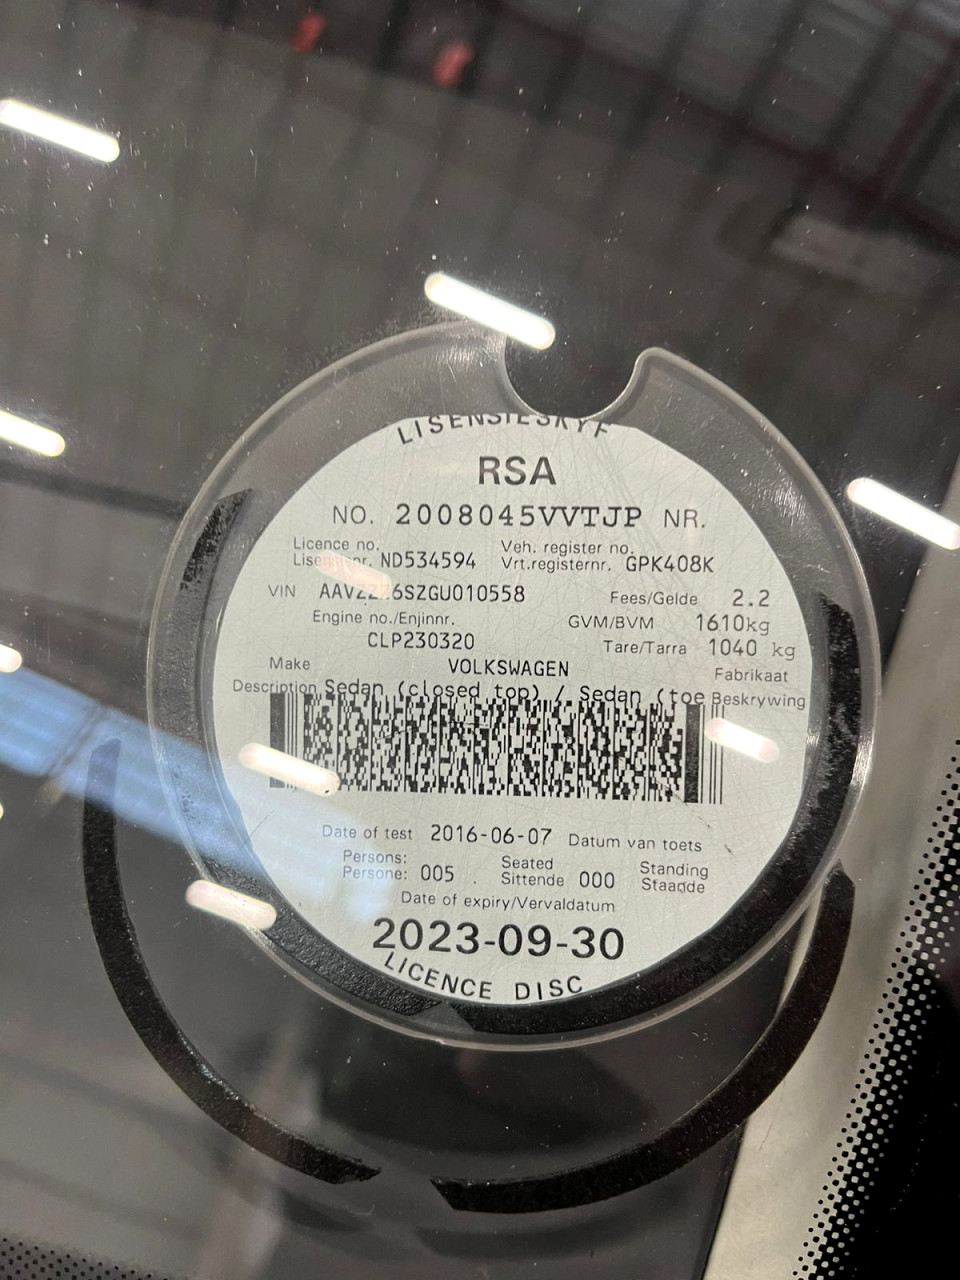 LISENSIESKYF
RSA
NO. 2008045VVTJP NR.
Licence no. Veh. register no.
ND534594 Vrt.registernr. GPK408K
VIN Fees/Gelde 2.2
Engine no./Enjinnr. GVM/BVM 1610kg
CLP230320 Tare/Tarra 1040 kg
Make VOLKSWAGEN Fabrikaat
Description Sedan (closed top) / Sedan (toe Beskrywing
Date of test 2016-06-07 Datum van toets
Persons: Seated Standing
Persone: 005 . Sittende 000 Staande
Date of expiry/Vervaldatum
2023-09-30
LICENCE DISC